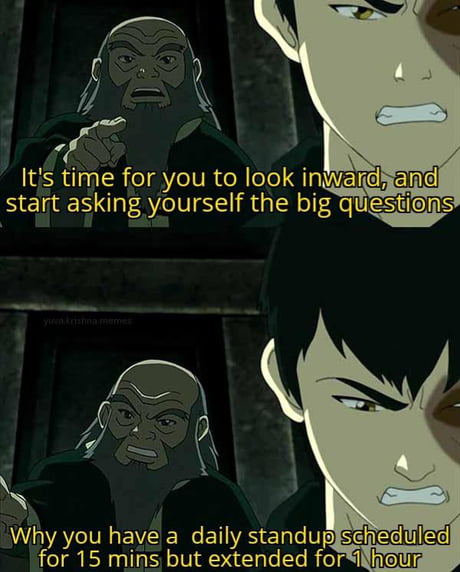 It's time for you to look inward, and
start asking yourself the big questions
yuva.krishna.memes
Why you have a daily standup scheduled
for 15 mins but extended for 1 hour